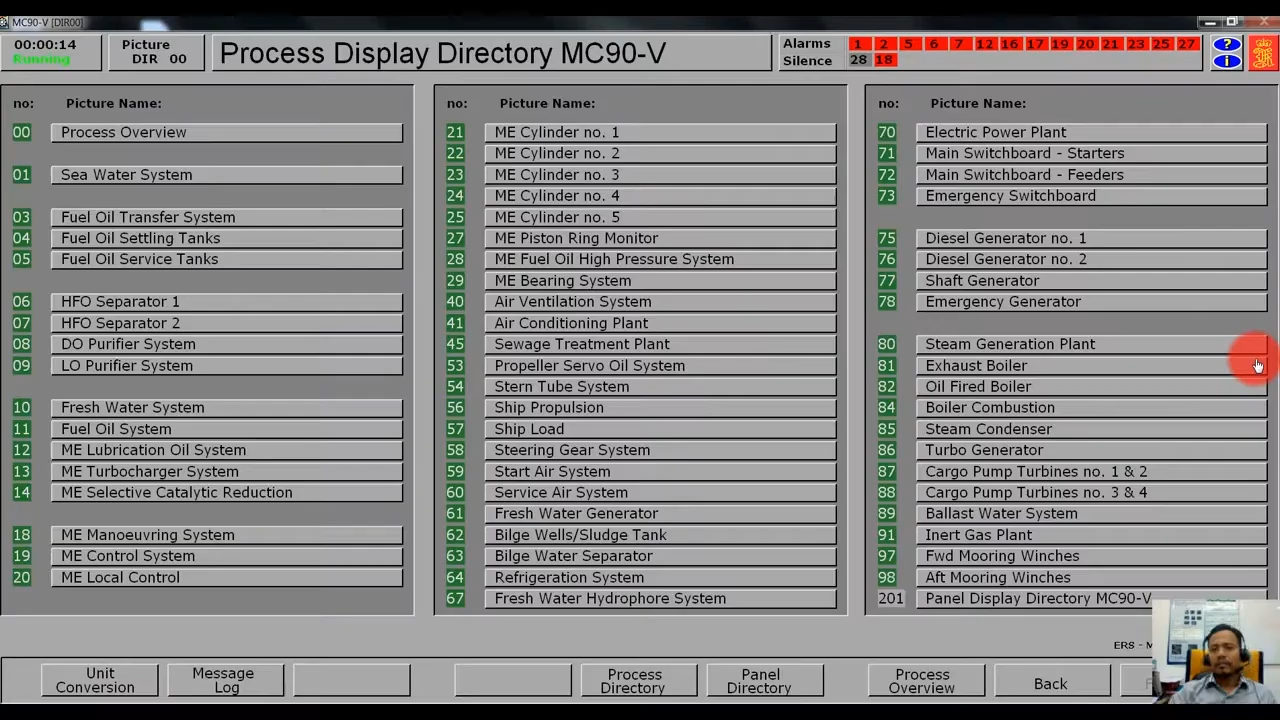 MC90-V [DIR00]
00:00:14
Running
Picture
DIR 00
Process Display Directory MC90-V
Alarms 1 2 5 6 7 12 16 17 19 20 21 23 25 27
Silence 28 18
no: Picture Name:
00 Process Overview
01 Sea Water System
03 Fuel Oil Transfer System
04 Fuel Oil Settling Tanks
05 Fuel Oil Service Tanks
06 HFO Separator 1
07 HFO Separator 2
08 DO Purifier System
09 LO Purifier System
10 Fresh Water System
11 Fuel Oil System
12 ME Lubrication Oil System
13 ME Turbocharger System
14 ME Selective Catalytic Reduction
18 ME Manoeuvring System
19 ME Control System
20 ME Local Control
no: Picture Name:
21 ME Cylinder no. 1
22 ME Cylinder no. 2
23 ME Cylinder no. 3
24 ME Cylinder no. 4
25 ME Cylinder no. 5
27 ME Piston Ring Monitor
28 ME Fuel Oil High Pressure System
29 ME Bearing System
40 Air Ventilation System
41 Air Conditioning Plant
45 Sewage Treatment Plant
53 Propeller Servo Oil System
54 Stern Tube System
56 Ship Propulsion
57 Ship Load
58 Steering Gear System
59 Start Air System
60 Service Air System
61 Fresh Water Generator
62 Bilge Wells/Sludge Tank
63 Bilge Water Separator
64 Refrigeration System
67 Fresh Water Hydrophore System
no: Picture Name:
70 Electric Power Plant
71 Main Switchboard - Starters
72 Main Switchboard - Feeders
73 Emergency Switchboard
75 Diesel Generator no. 1
76 Diesel Generator no. 2
77 Shaft Generator
78 Emergency Generator
80 Steam Generation Plant
81 Exhaust Boiler
82 Oil Fired Boiler
84 Boiler Combustion
85 Steam Condenser
86 Turbo Generator
87 Cargo Pump Turbines no. 1 & 2
88 Cargo Pump Turbines no. 3 & 4
89 Ballast Water System
91 Inert Gas Plant
97 Fwd Mooring Winches
98 Aft Mooring Winches
201 Panel Display Directory MC90-V
ERS - M
Unit
Conversion
Message
Log
Process
Directory
Panel
Directory
Process
Overview
Back